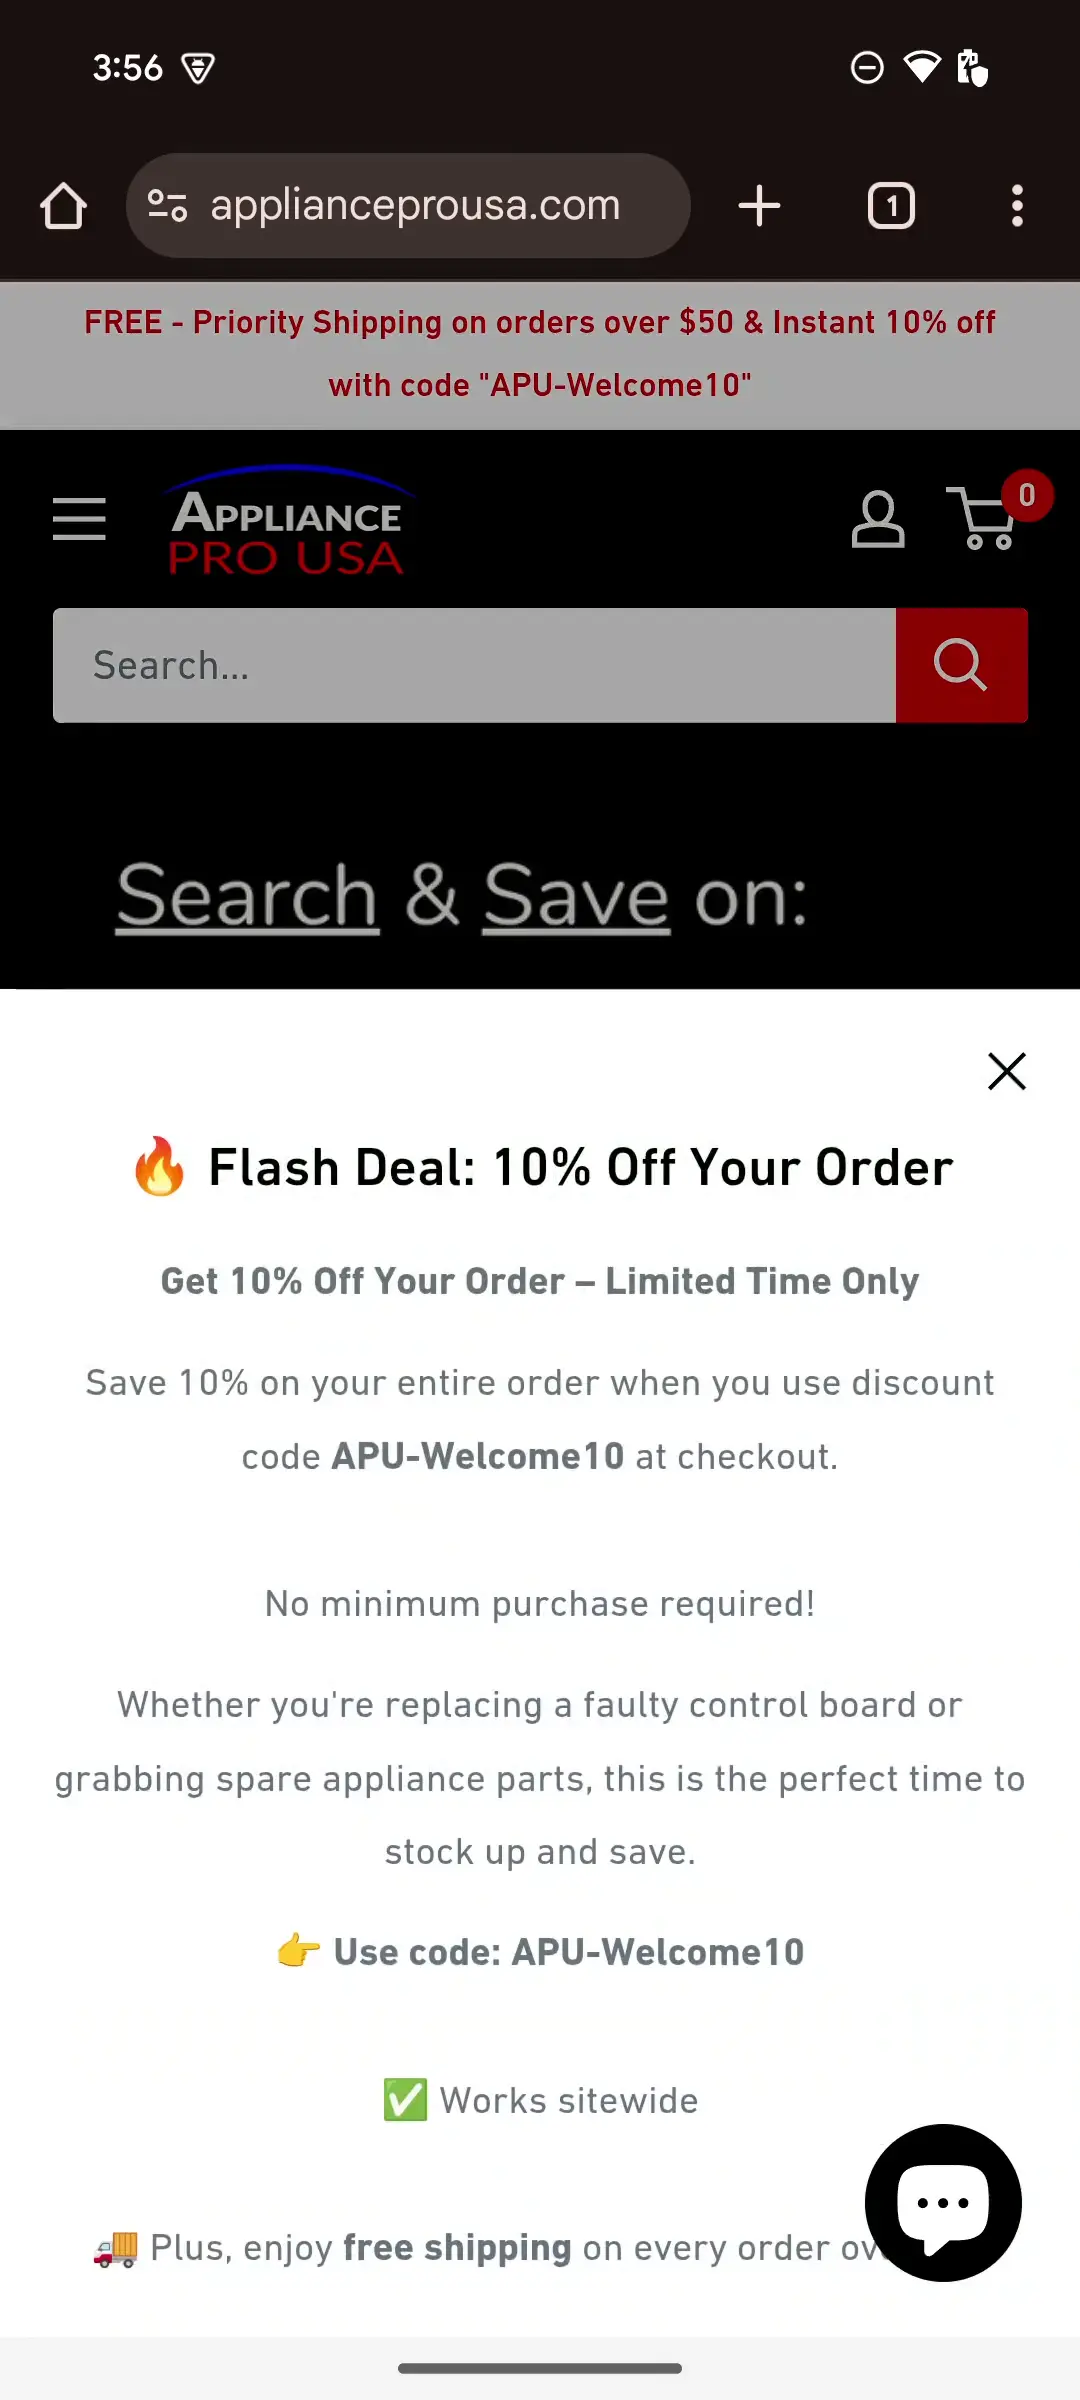 3:56
applianceprousa.com
1
FREE - Priority Shipping on orders over $50 & Instant 10% off
with code "APU-Welcome10"
APPLIANCE
PRO USA
0
Search...
Search & Save on:
🔥 Flash Deal: 10% Off Your Order
Get 10% Off Your Order – Limited Time Only
Save 10% on your entire order when you use discount
code APU-Welcome10 at checkout.
No minimum purchase required!
Whether you're replacing a faulty control board or
grabbing spare appliance parts, this is the perfect time to
stock up and save.
👉 Use code: APU-Welcome10
✅ Works sitewide
🚚 Plus, enjoy free shipping on every order